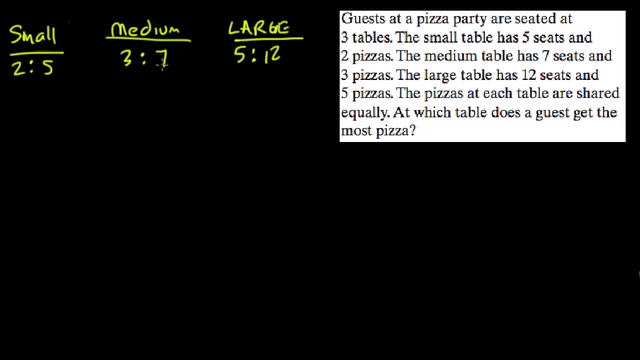 Small Medium LARGE
2:5 3:7 5:12
Guests at a pizza party are seated at
3 tables. The small table has 5 seats and
2 pizzas. The medium table has 7 seats and
3 pizzas. The large table has 12 seats and
5 pizzas. The pizzas at each table are shared
equally. At which table does a guest get the
most pizza?